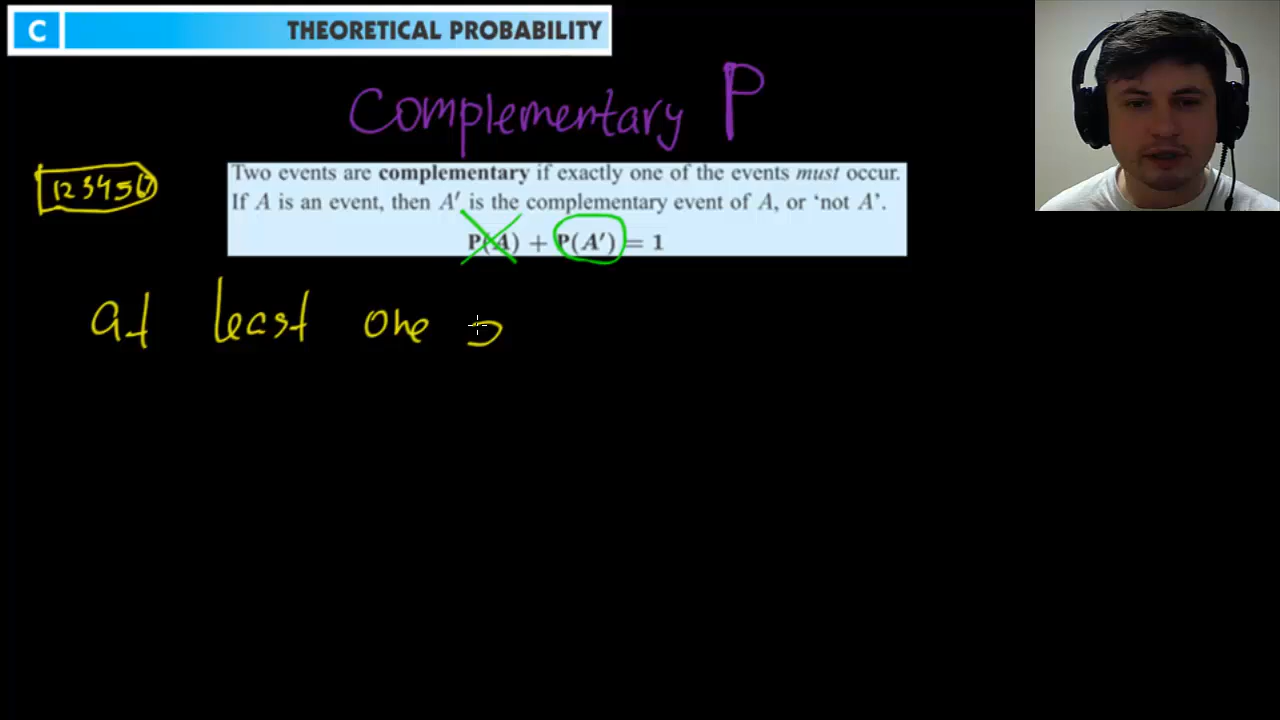 C THEORETICAL PROBABILITY
Complementary P
123456
Two events are complementary if exactly one of the events must occur.
If A is an event, then A′ is the complementary event of A, or ‘not A’.
P(A) + P(A′) = 1
at least one